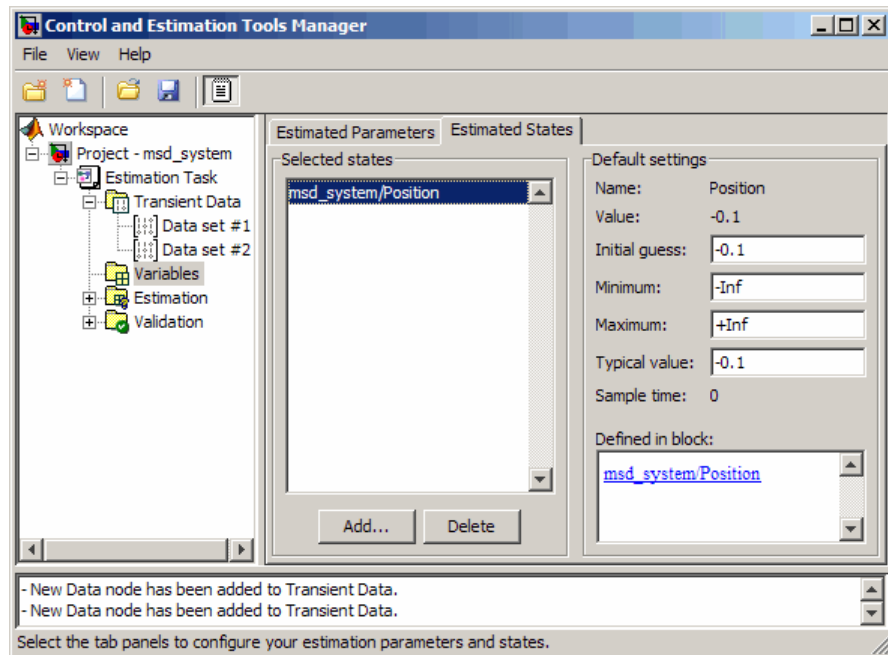 Control and Estimation Tools Manager
File View Help
Workspace
Project - msd_system
Estimation Task
Transient Data
Data set #1
Data set #2
Variables
Estimation
Validation
Estimated Parameters Estimated States
Selected states
msd_system/Position
Add... Delete
Default settings
Name: Position
Value: -0.1
Initial guess: -0.1
Minimum: -Inf
Maximum: +Inf
Typical value: -0.1
Sample time: 0
Defined in block:
msd_system/Position
- New Data node has been added to Transient Data.
- New Data node has been added to Transient Data.
Select the tab panels to configure your estimation parameters and states.